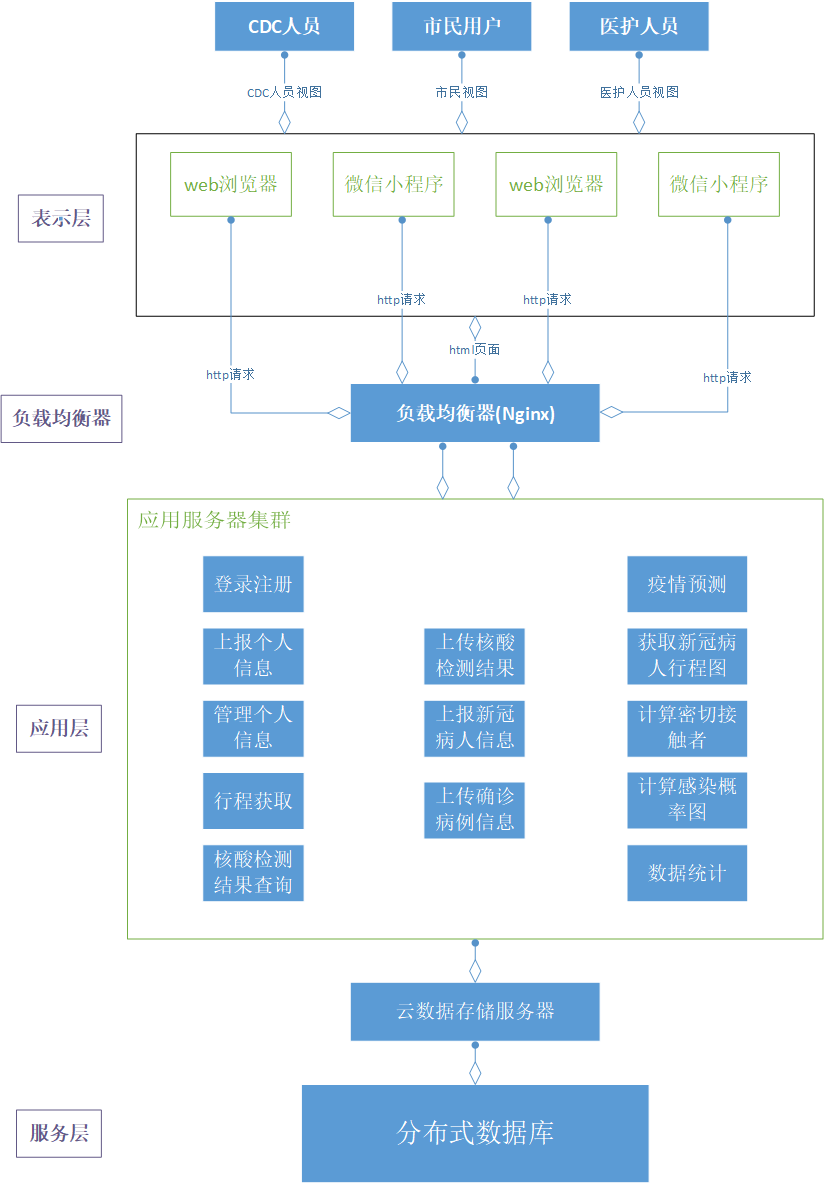 CDC人员
市民用户
医护人员
CDC人员视图
市民视图
医护人员视图
web浏览器
微信小程序
web浏览器
微信小程序
表示层
http请求
http请求
html页面
http请求
http请求
负载均衡器
负载均衡器(Nginx)
应用服务器集群
登录注册
疫情预测
上报个人
信息
上传核酸
检测结果
获取新冠病
人行程图
应用层
管理个人
信息
上报新冠
病人信息
计算密切接
触者
行程获取
上传确诊
病例信息
计算感染概
率图
核酸检测
结果查询
数据统计
云数据存储服务器
服务层
分布式数据库